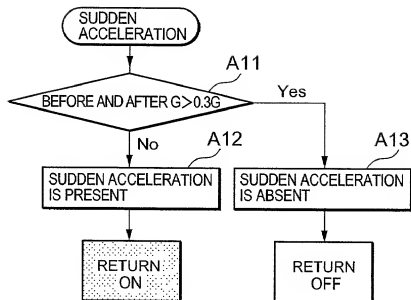 SUDDEN
ACCELERATION
A11
BEFORE AND AFTER G>0.3G
Yes
No
A12
A13
SUDDEN ACCELERATION
IS PRESENT
SUDDEN ACCELERATION
IS ABSENT
RETURN
ON
RETURN
OFF